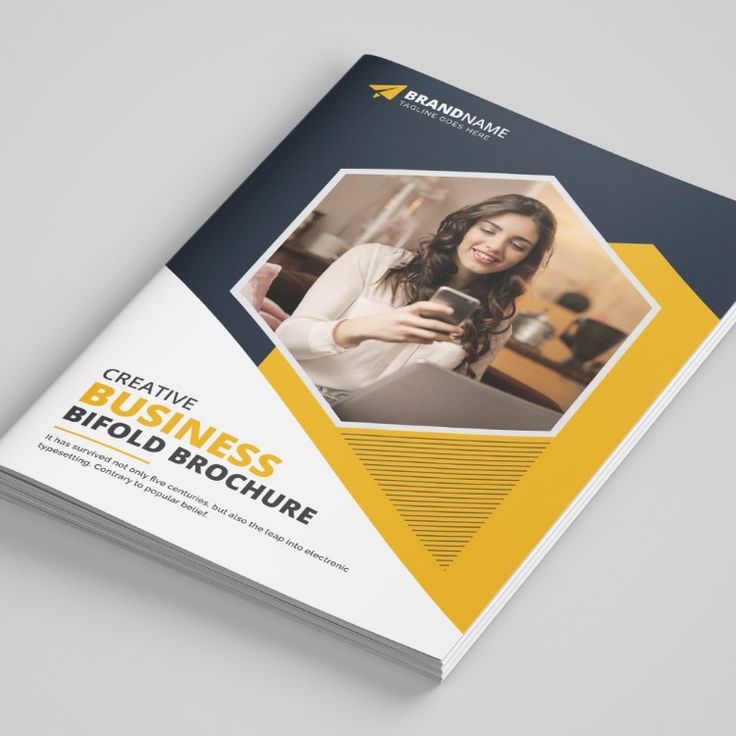 BRANDNAME
TAGLINE GOES HERE
CREATIVE
BUSINESS
BIFOLD BROCHURE
It has survived not only five centuries, but also the leap into electronic
typesetting, Contrary to popular belief.